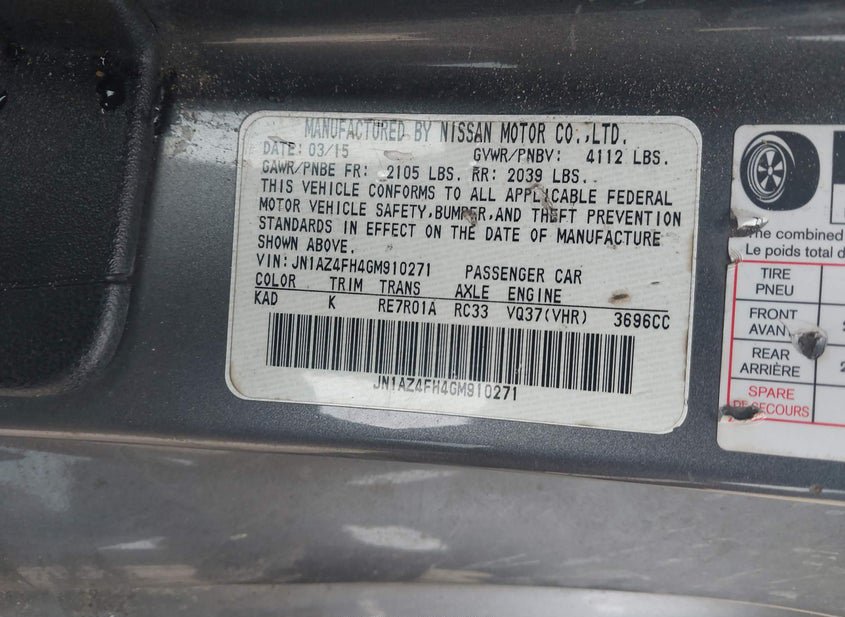 MANUFACTURED BY NISSAN MOTOR CO.,LTD.
DATE: 03/15 GVWR/PNBV: 4112 LBS.
GAWR/PNBE FR: 2105 LBS. RR: 2039 LBS.
THIS VEHICLE CONFORMS TO ALL APPLICABLE FEDERAL
MOTOR VEHICLE SAFETY,BUMPER,AND THEFT PREVENTION
STANDARDS IN EFFECT ON THE DATE OF MANUFACTURE
SHOWN ABOVE.
VIN:JN1AZ4FH4GM910271 PASSENGER CAR
COLOR TRIM TRANS AXLE ENGINE
KAD K RE7R01A RC33 VQ37(VHR) 3696CC
JN1AZ4FH4GM910271
The combined
Le poids total
TIRE
PNEU
FRONT
REAR
ARRIÈRE
SPARE
DE SECOURS